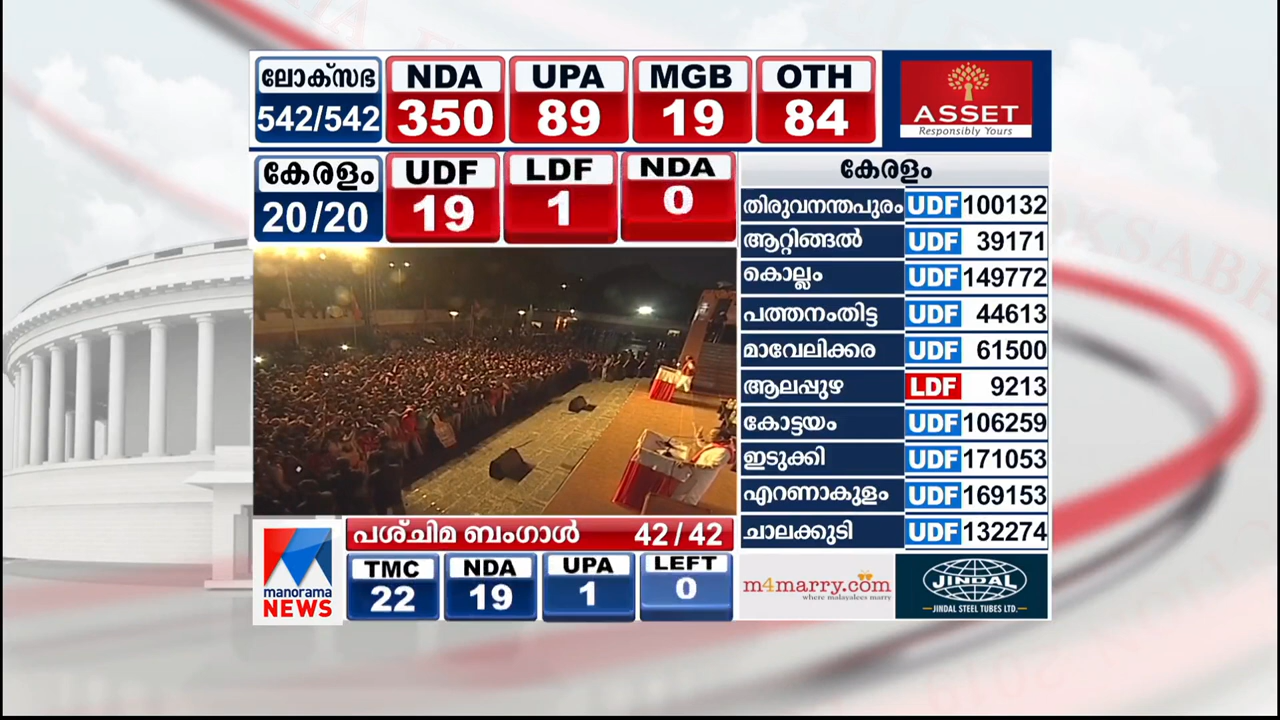 ലോക്സഭ NDA UPA MGB OTH
542/542 350 89 19 84
ASSET
Responsibly Yours
കേരളം UDF LDF NDA
20/20 19 1 0
കേരളം
തിരുവനന്തപുരം UDF 100132
ആറ്റിങ്ങൽ UDF 39171
കൊല്ലം UDF 149772
പത്തനംതിട്ട UDF 44613
മാവേലിക്കര UDF 61500
ആലപ്പുഴ LDF 9213
കോട്ടയം UDF 106259
ഇടുക്കി UDF 171053
എറണാകുളം UDF 169153
ചാലക്കുടി UDF 132274
പശ്ചിമ ബംഗാൾ 42/42
TMC NDA UPA LEFT
22 19 1 0
manorama
NEWS
m4marry.com
where malayalees marry
JINDAL
JINDAL STEEL TUBES LTD.